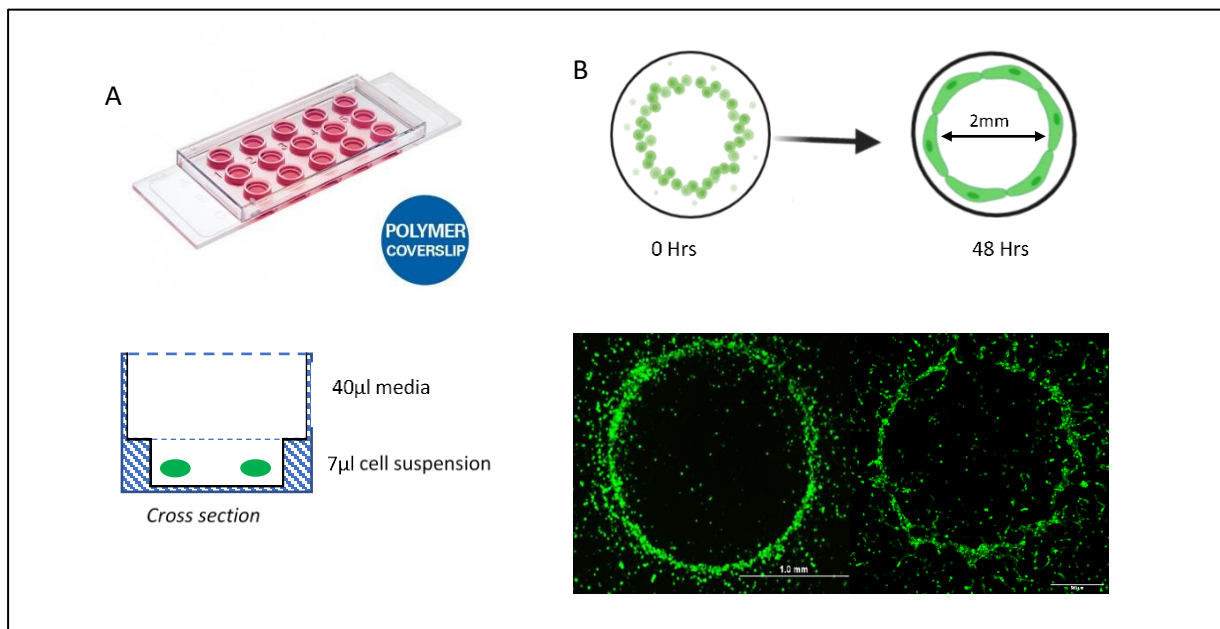 A
POLYMER
COVERSLIP
40µl media
7µl cell suspension
Cross section
B
2mm
0 Hrs
48 Hrs
1.0 mm